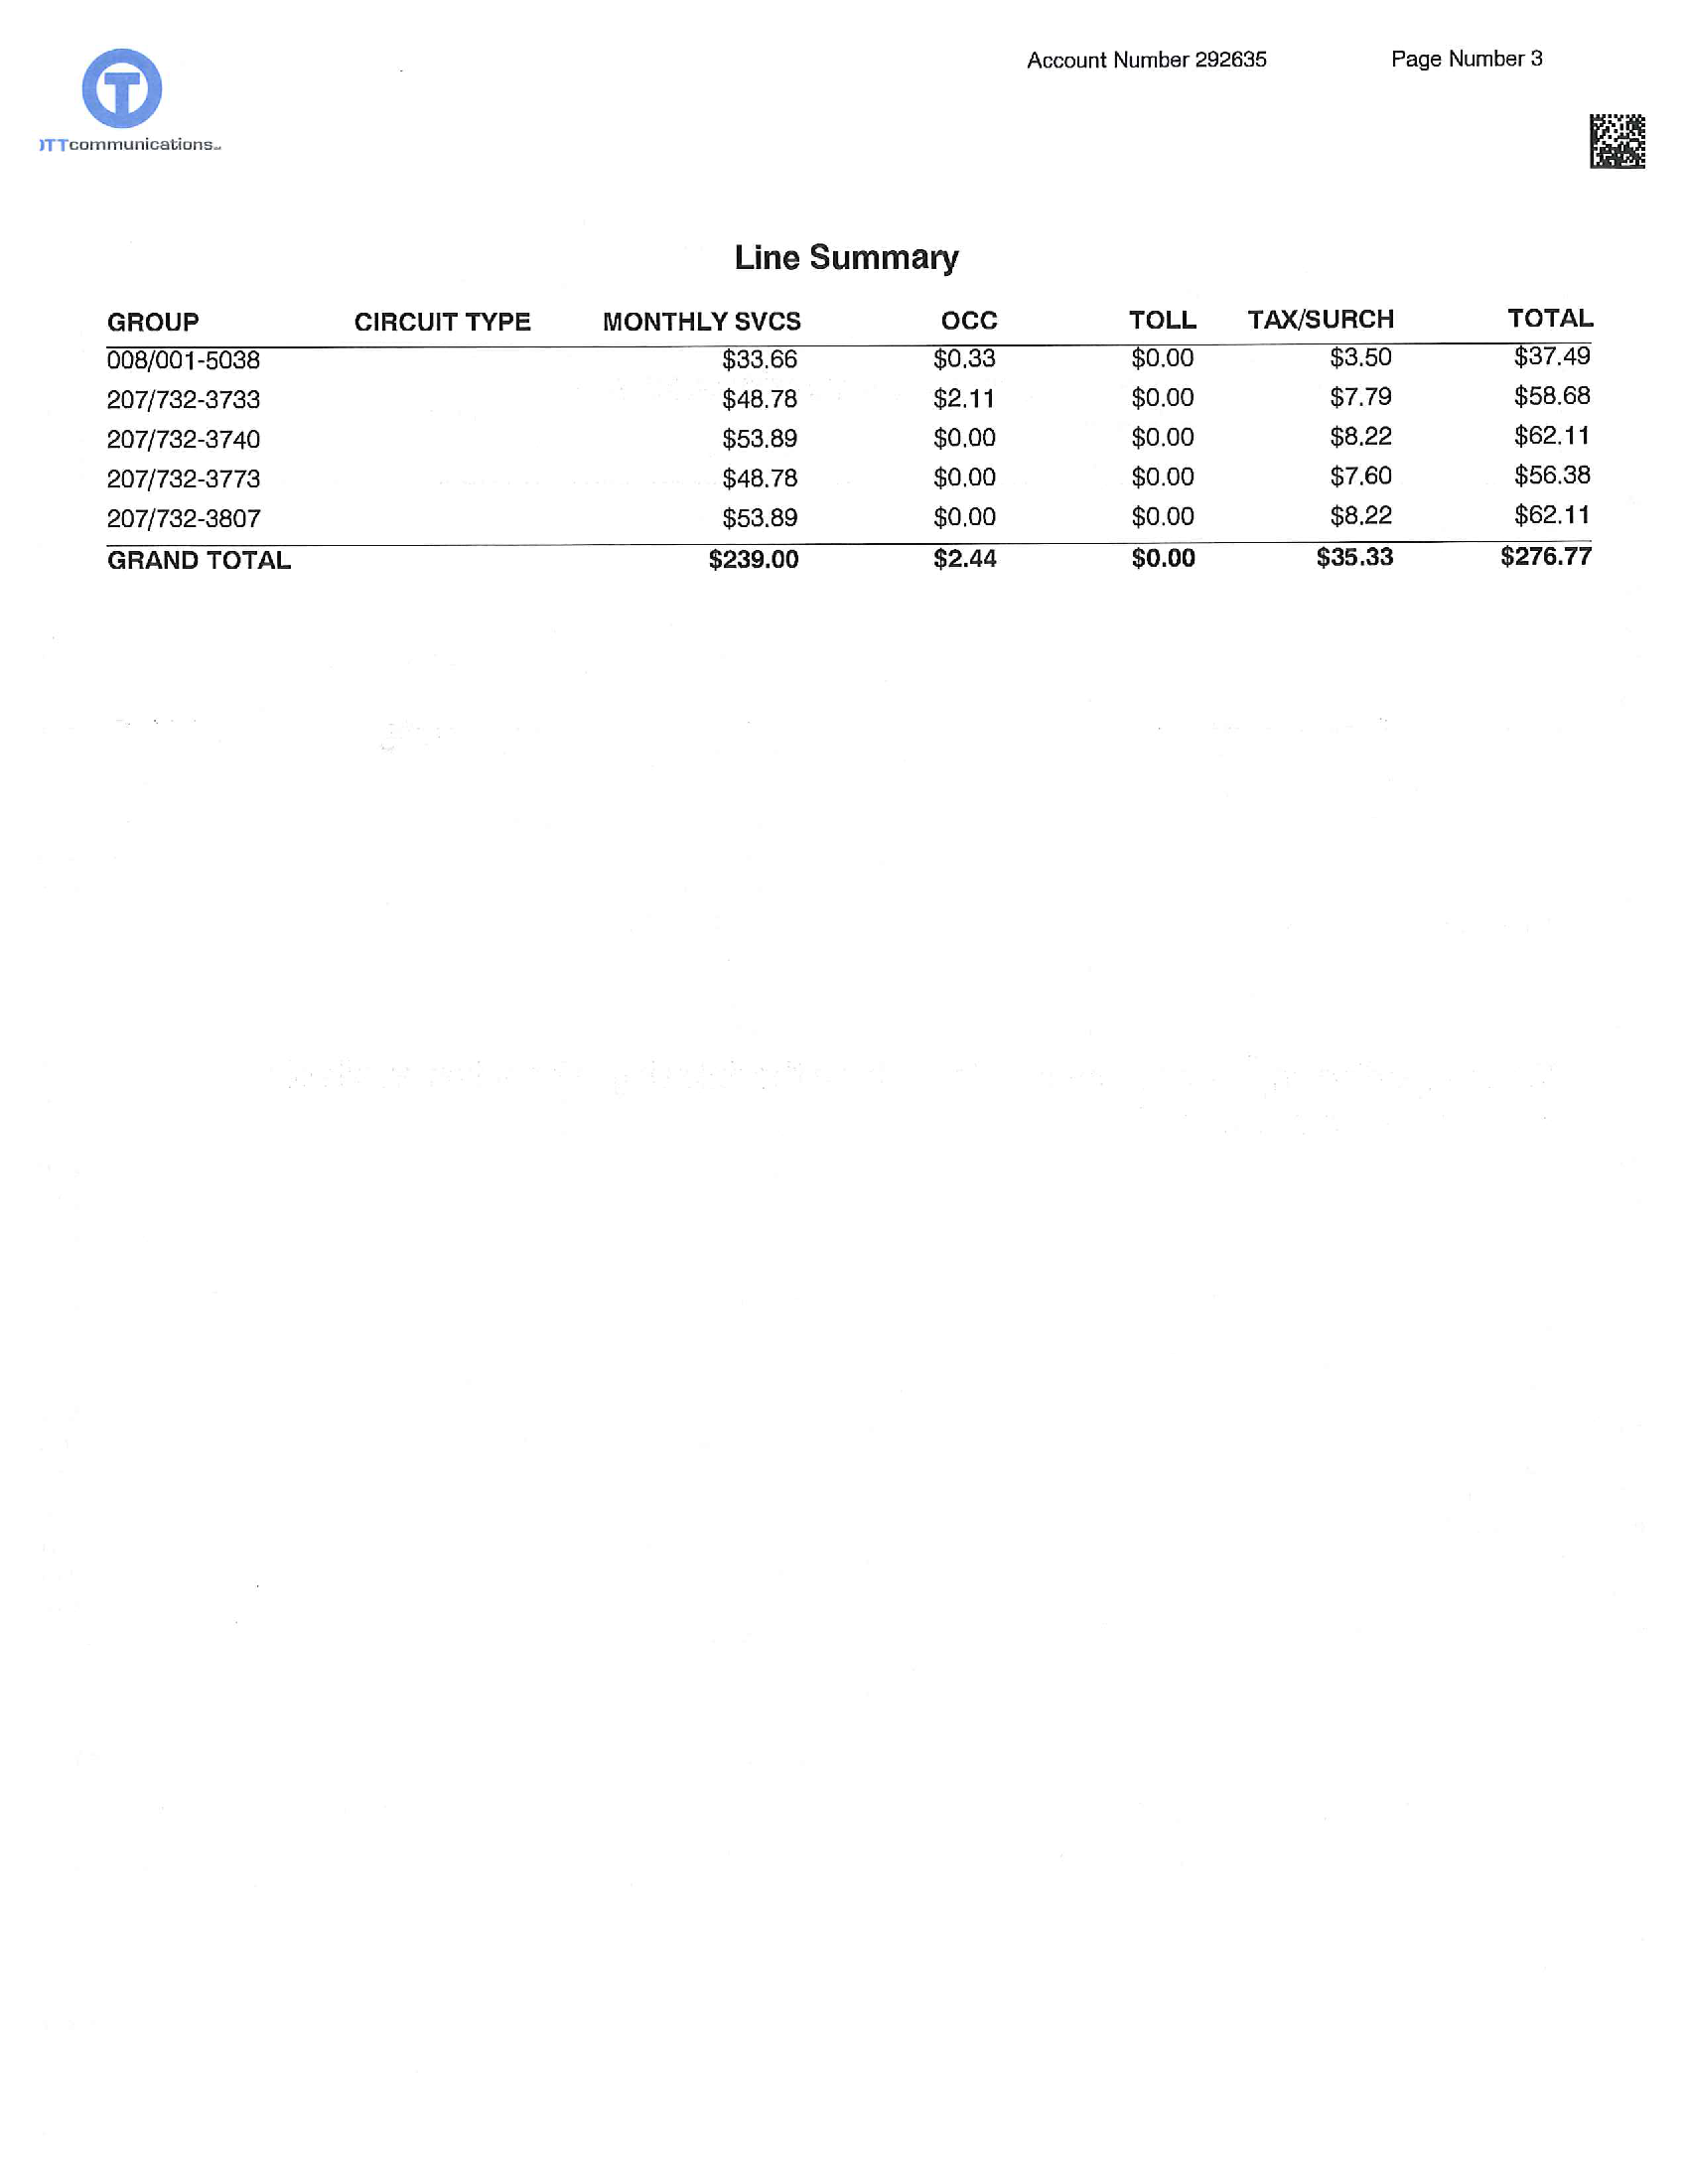 Account Number 292635 Page Number 3
TTcommunications
Line Summary
GROUP CIRCUIT TYPE MONTHLY SVCS OCC TOLL TAX/SURCH TOTAL
008/001-5038 $33.66 $0.33 $0.00 $3.50 $37.49
207/732-3733 $48.78 $2.11 $0.00 $7.79 $58.68
207/732-3740 $53.89 $0.00 $0.00 $8.22 $62.11
207/732-3773 $48.78 $0.00 $0.00 $7.60 $56.38
207/732-3807 $53.89 $0.00 $0.00 $8.22 $62.11
GRAND TOTAL $239.00 $2.44 $0.00 $35.33 $276.77